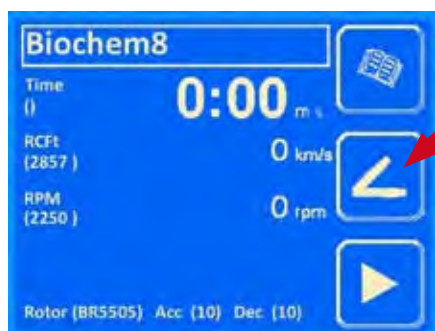 Biochem8
Time
()
0:00 m s
RCFt
(2857 )
0 km/s
RPM
(2250 )
0 rpm
Rotor (BR5505) Acc (10) Dec (10)